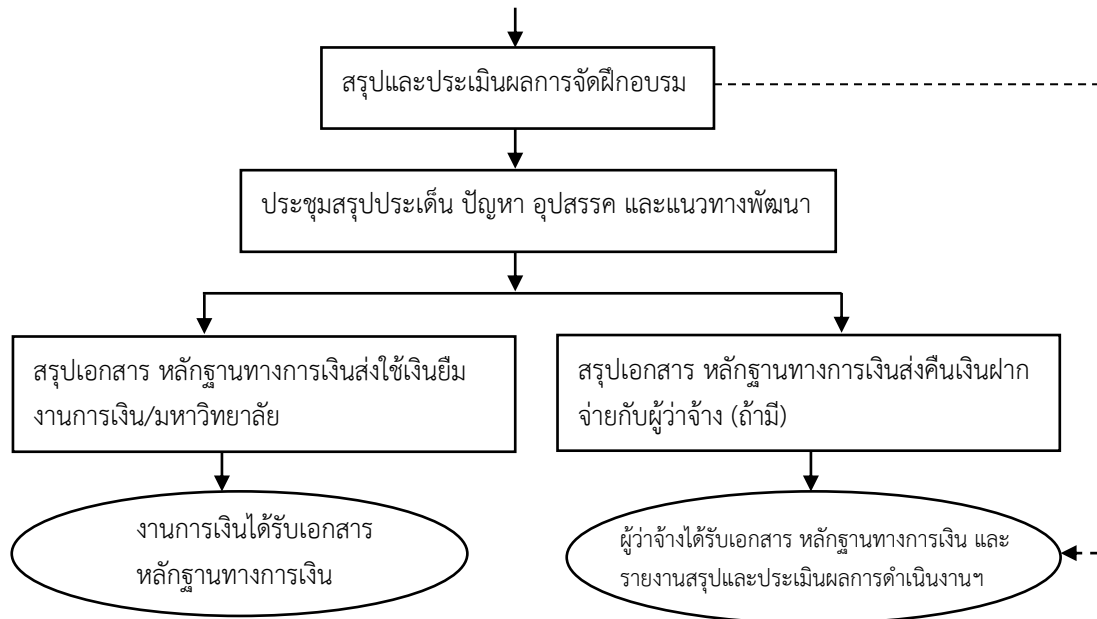 สรุปและประเมินผลการจัดฝึกอบรม
ประชุมสรุปประเด็น ปัญหา อุปสรรค และแนวทางพัฒนา
สรุปเอกสาร หลักฐานทางการเงินส่งใช้เงินยืม
งานการเงิน/มหาวิทยาลัย
สรุปเอกสาร หลักฐานทางการเงินส่งคืนเงินฝาก
จ่ายกับผู้ว่าจ้าง (ถ้ามี)
งานการเงินได้รับเอกสาร
หลักฐานทางการเงิน
ผู้ว่าจ้างได้รับเอกสาร หลักฐานทางการเงิน และ
รายงานสรุปและประเมินผลการดำเนินงานฯ